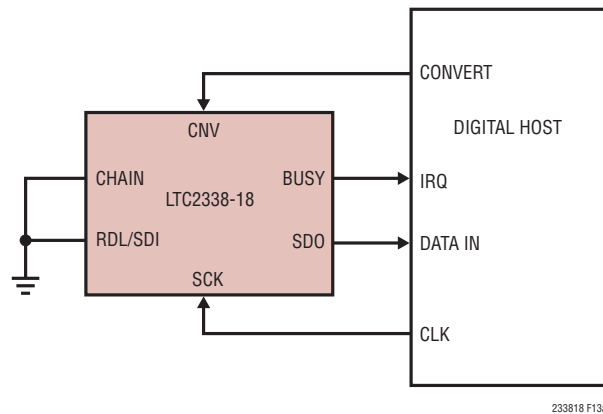 CONVERT
CNV
DIGITAL HOST
CHAIN
BUSY
IRQ
LTC2338-18
RDL/SDI
SDO
DATA IN
SCK
CLK